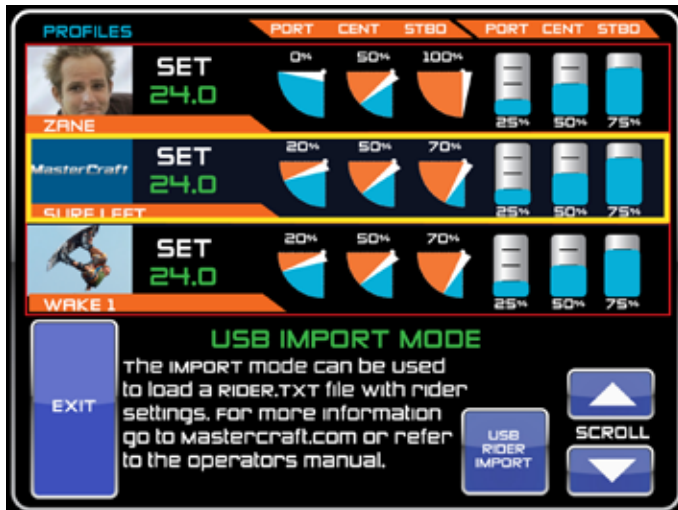 PROFILES PORT CENT STBD PORT CENT STBD
SET 0% 50% 100%
24.0
25% 50% 75%
ZANE
MasterCraft SET 20% 50% 70%
24.0
25% 50% 75%
SURF LEFT
SET 20% 50% 70%
24.0
25% 50% 75%
WAKE 1
USB IMPORT MODE
The IMPORT mode can be used
to load a RIDER.TXT file with rider
settings. For more information
go to Mastercraft.com or refer
to the operators manual.
EXIT
USB
RIDER
IMPORT
SCROLL